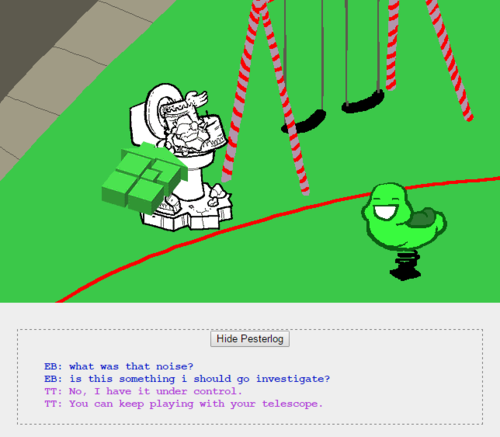 Hide Pesterlog
EB: what was that noise?
EB: is this something i should go investigate?
TT: No, I have it under control.
TT: You can keep playing with your telescope.